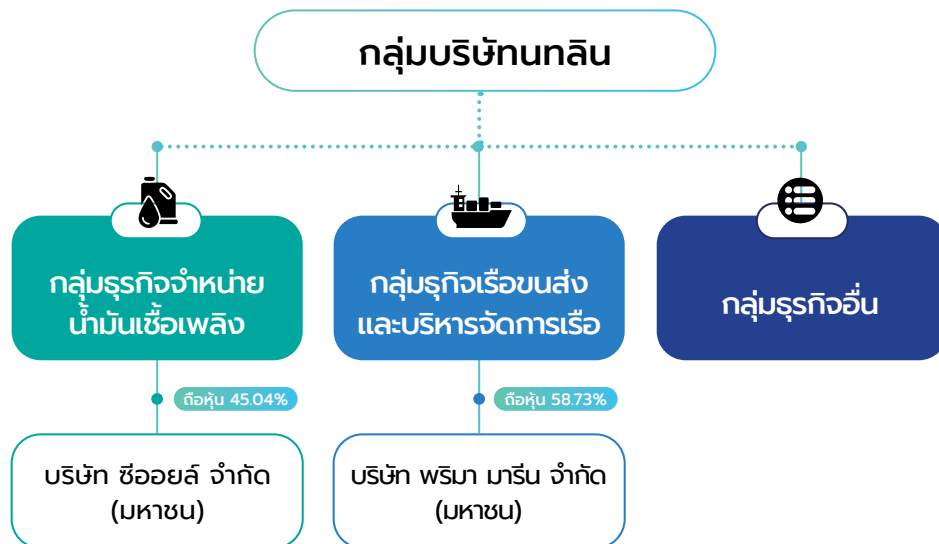 กลุ่มบริษัทนทลิน
กลุ่มธุรกิจจำหน่าย
น้ำมันเชื้อเพลิง
กลุ่มธุกิจเรือขนส่ง
และบริหารจัดการเรือ
กลุ่มธุรกิจอื่น
ถือหุ้น 45.04%
ถือหุ้น 58.73%
บริษัท ซีออยล์ จำกัด
(มหาชน)
บริษัท พริมา มารีน จำกัด
(มหาชน)